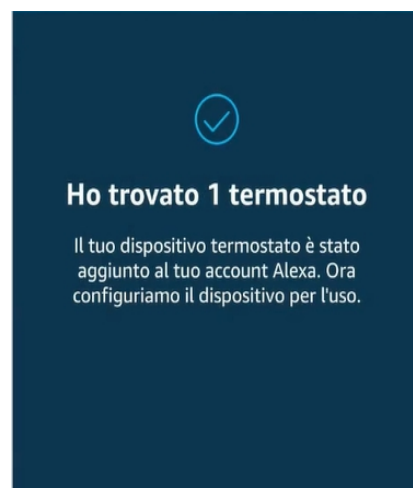 Ho trovato 1 termostato
Il tuo dispositivo termostato è stato
aggiunto al tuo account Alexa. Ora
configuriamo il dispositivo per l'uso.